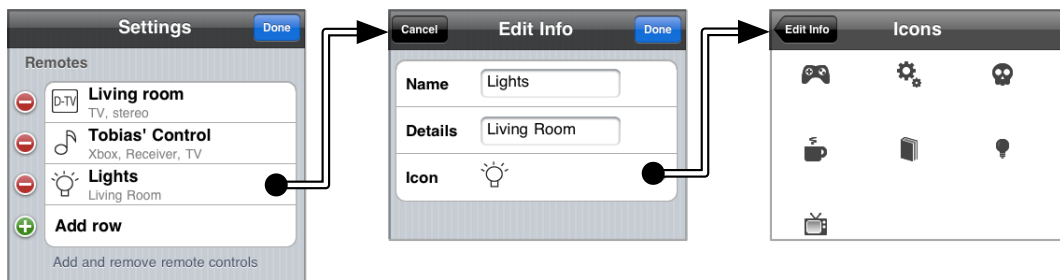 Settings
Done
Remotes
D-TV
Living room
TV, stereo
Tobias' Control
Xbox, Receiver, TV
Lights
Living Room
Add row
Add and remove remote controls
Cancel
Edit Info
Done
Name
Lights
Details
Living Room
Icon
Edit Info
Icons